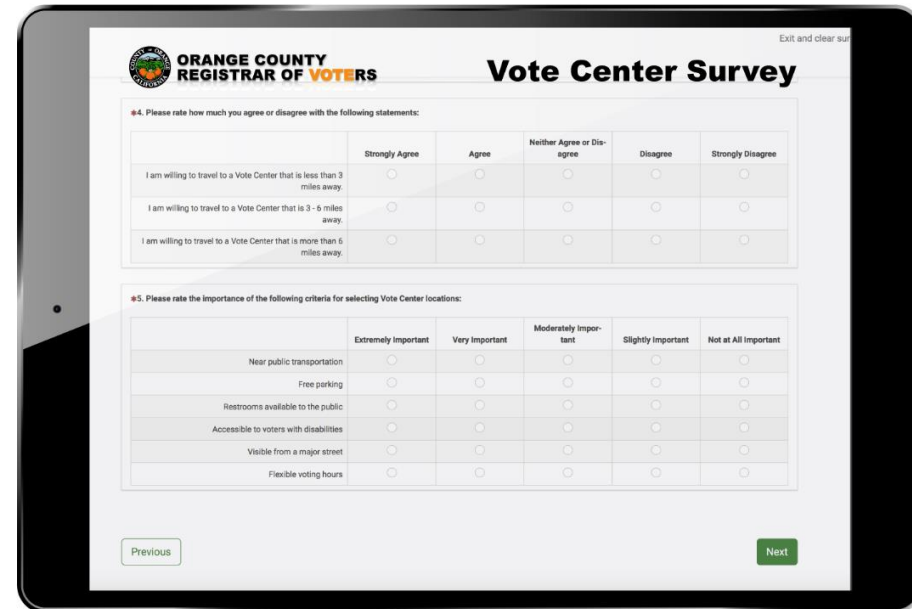 Exit and clear sur
ORANGE COUNTY
REGISTRAR OF VOTERS
Vote Center Survey
✱4. Please rate how much you agree or disagree with the following statements:
Strongly Agree Agree Neither Agree or Dis-
agree Disagree Strongly Disagree
I am willing to travel to a Vote Center that is less than 3
miles away.
I am willing to travel to a Vote Center that is 3 - 6 miles
away.
I am willing to travel to a Vote Center that is more than 6
miles away.
✱5. Please rate the importance of the following criteria for selecting Vote Center locations:
Extremely Important Very Important Moderately Impor-
tant Slightly Important Not at All Important
Near public transportation
Free parking
Restrooms available to the public
Accessible to voters with disabilities
Visible from a major street
Flexible voting hours
Previous
Next